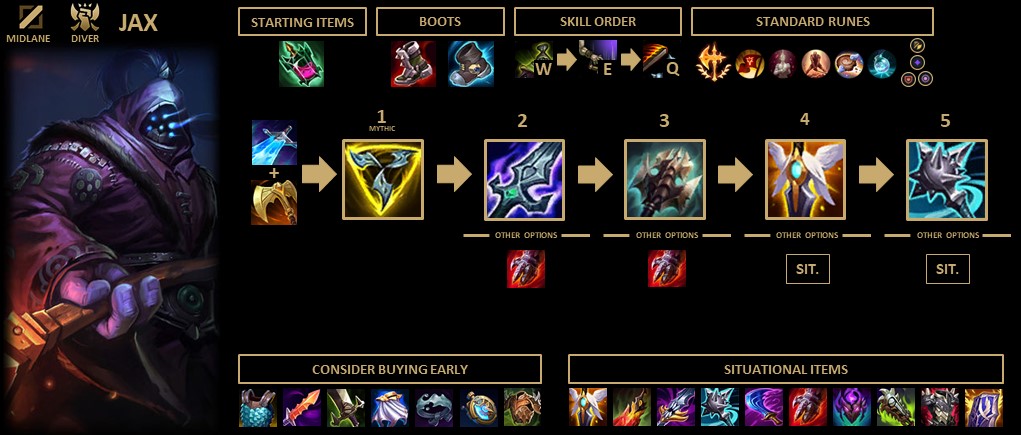 MIDLANE
DIVER
JAX
STARTING ITEMS
BOOTS
SKILL ORDER
STANDARD RUNES
W
E
Q
+
1
MYTHIC
2
3
4
5
OTHER OPTIONS
OTHER OPTIONS
OTHER OPTIONS
OTHER OPTIONS
SIT.
SIT.
CONSIDER BUYING EARLY
SITUATIONAL ITEMS